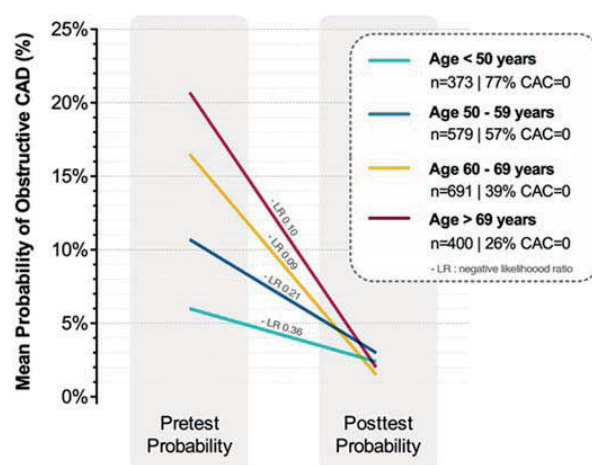 Mean Probability of Obstructive CAD (%)
25%
20%
15%
10%
5%
0%
- LR 0.10
- LR 0.09
- LR 0.21
- LR 0.36
Pretest
Probability
Posttest
Probability
Age < 50 years
n=373 | 77% CAC=0
Age 50 - 59 years
n=579 | 57% CAC=0
Age 60 - 69 years
n=691 | 39% CAC=0
Age > 69 years
n=400 | 26% CAC=0
- LR : negative likelihoood ratio